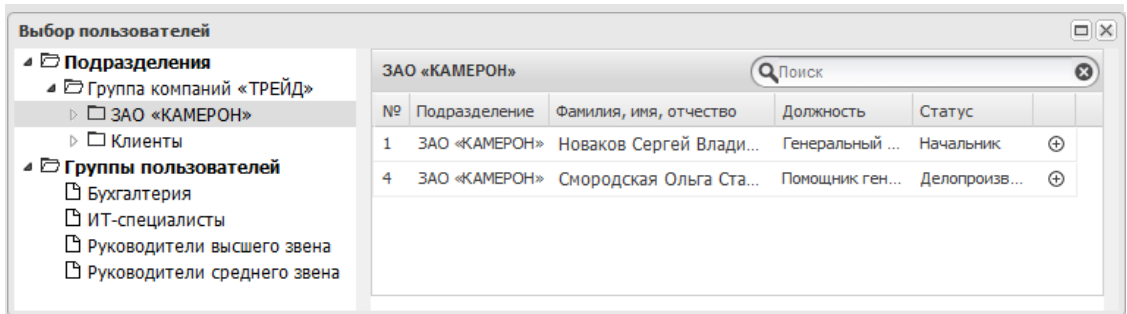 Выбор пользователей
Подразделения
Группа компаний «ТРЕЙД»
ЗАО «КАМЕРОН»
Клиенты
Группы пользователей
Бухгалтерия
ИТ-специалисты
Руководители высшего звена
Руководители среднего звена
ЗАО «КАМЕРОН» Поиск
№ Подразделение Фамилия, имя, отчество Должность Статус
1 ЗАО «КАМЕРОН» Новаков Сергей Влади... Генеральный ... Начальник
4 ЗАО «КАМЕРОН» Смородская Ольга Ста... Помощник ген... Делопроизв...